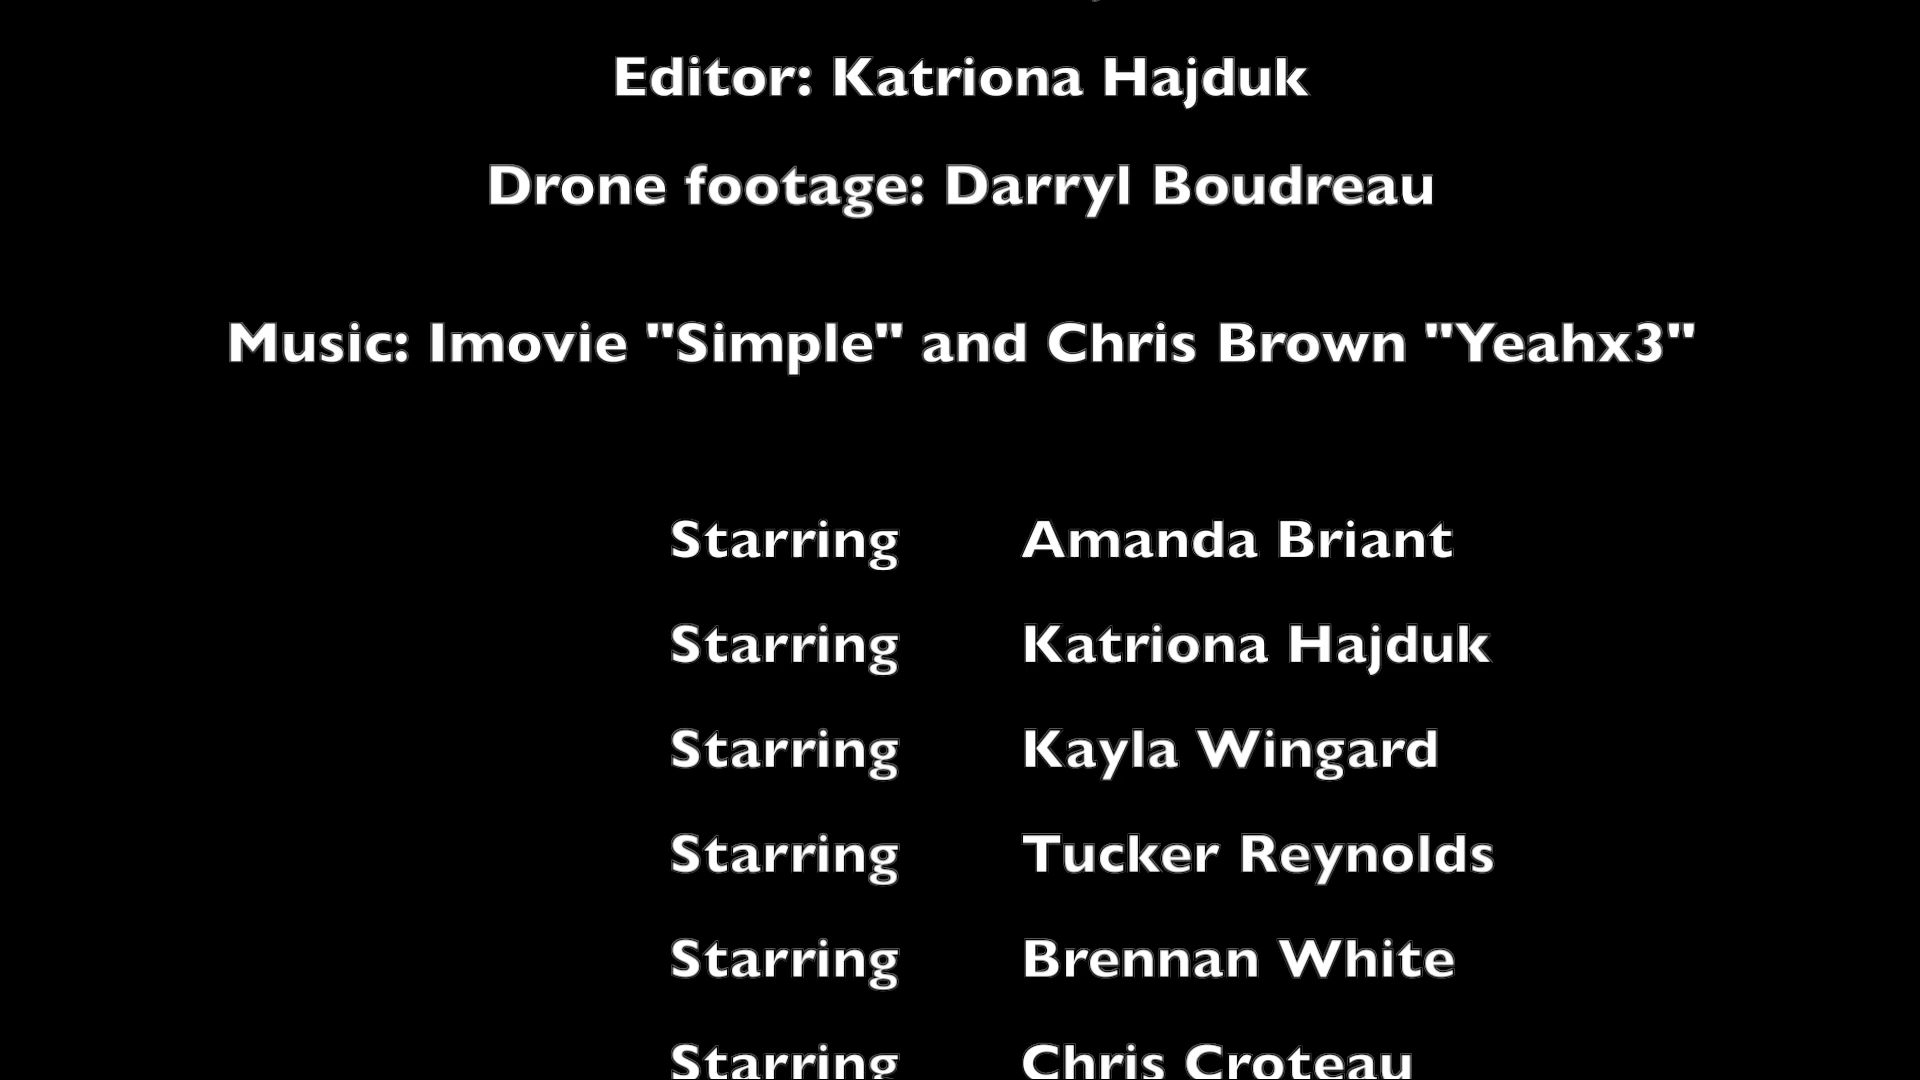 Editor: Katriona Hajduk
Drone footage: Darryl Boudreau
Music: Imovie "Simple" and Chris Brown "Yeahx3"
Starring Amanda Briant
Starring Katriona Hajduk
Starring Kayla Wingard
Starring Tucker Reynolds
Starring Brennan White
Starring Chris Croteau